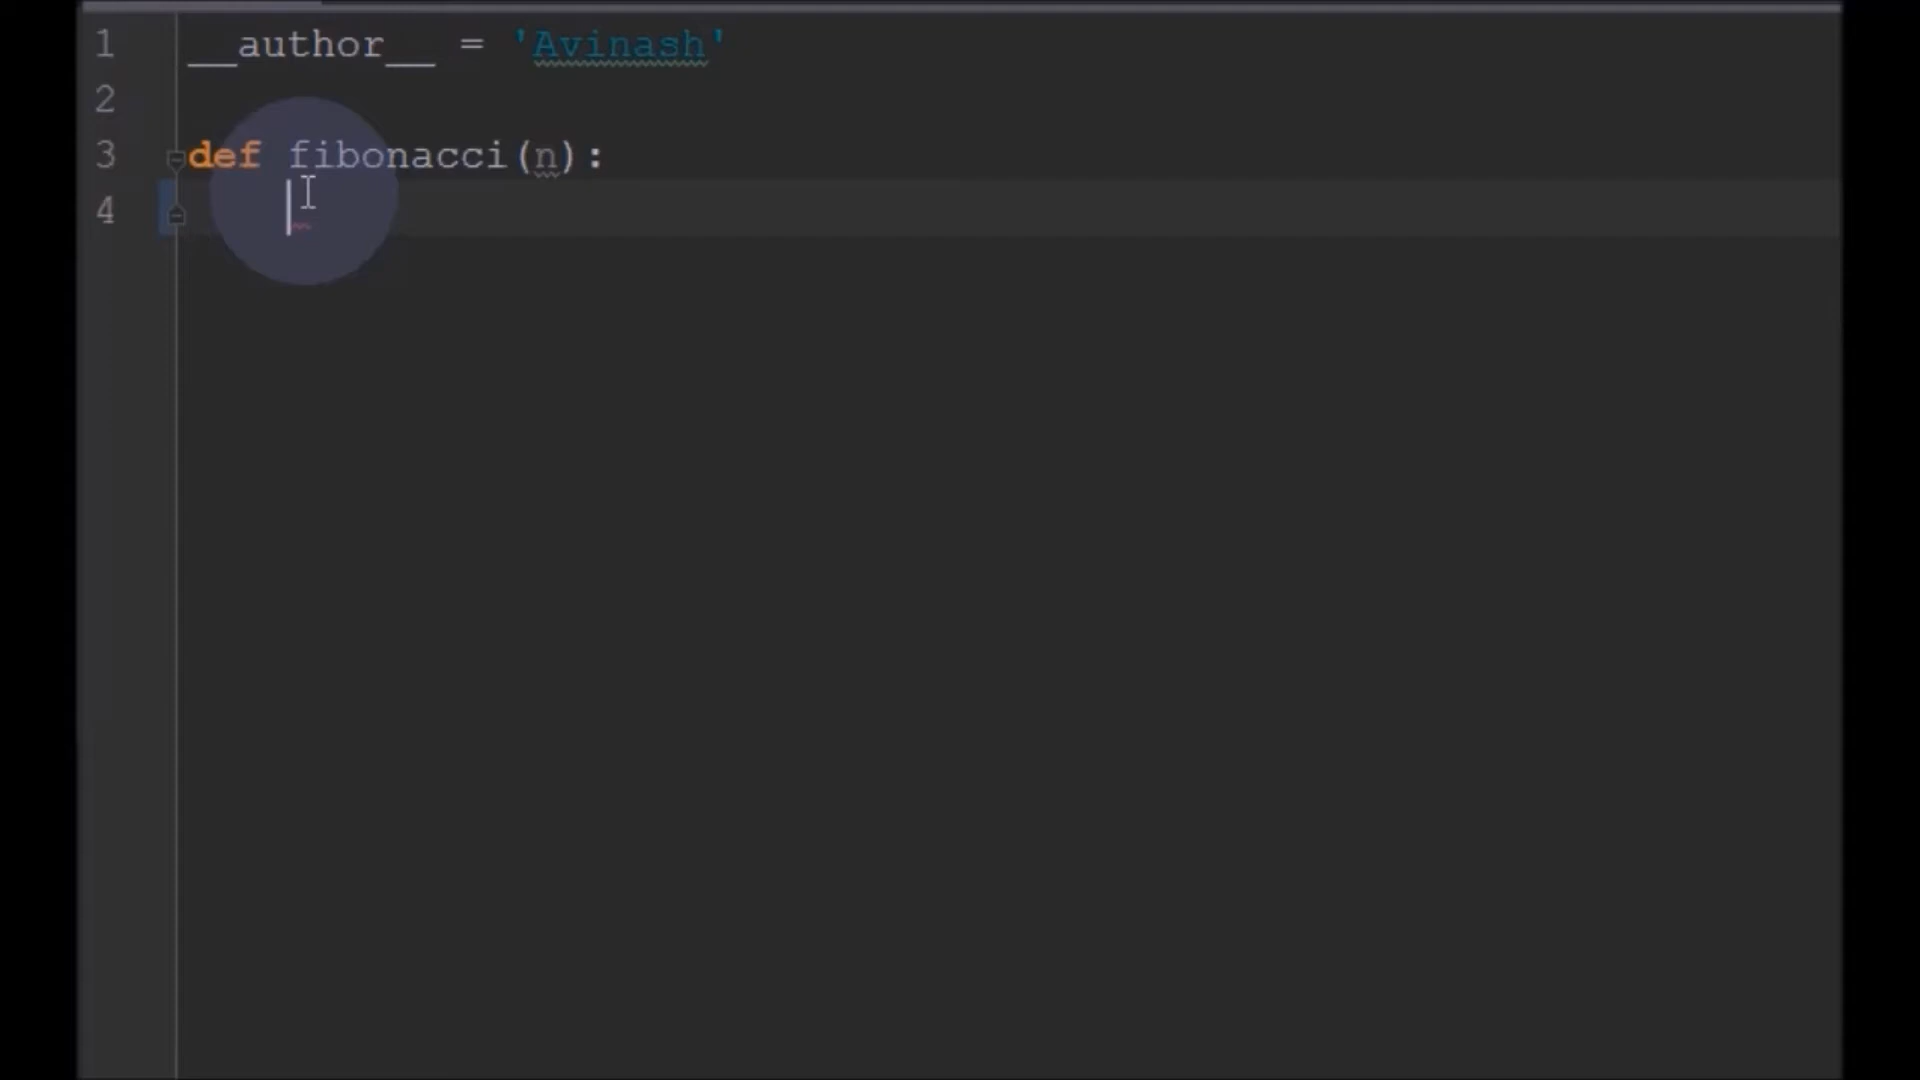 1 __author__ = 'Avinash'
2
3 def fibonacci(n):
4